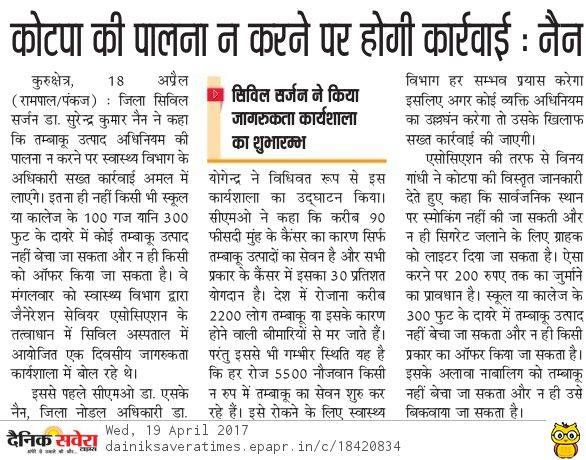 कोटपा की पालना न करने पर होगी कार्रवाई : नैन
कुरुक्षेत्र, 18 अप्रैल
(रामपाल/पंकज) : जिला सिविल
सर्जन डा. सुरेन्द्र कुमार नैन ने कहा
कि तम्बाकू उत्पाद अधिनियम की
पालना न करने पर स्वास्थ्य विभाग के
अधिकारी सख्त कार्रवाई अमल में
लाएंगे। इतना ही नहीं किसी भी स्कूल
या कालेज के 100 गज यानि 300
फुट के दायरे में कोई तम्बाकू उत्पाद
नहीं बेचा जा सकता और न ही किसी
को ऑफर किया जा सकता है। वे
मंगलवार को स्वास्थ्य विभाग द्वारा
जैनेरेशन सेवियर एसोसिएशन के
तत्वाधान में सिविल अस्पताल में
आयोजित एक दिवसीय जागरुकता
कार्यशाला में बोल रहे थे।
इससे पहले सीएमओ डा. एसके
नैन, जिला नोडल अधिकारी डा.
सिविल सर्जन ने किया
जागरुकता कार्यशाला
का शुभारम्भ
योगेन्द्र ने विधिवत रूप से इस
कार्यशाला का उद्घाटन किया।
सीएमओ ने कहा कि करीब 90
फीसदी मुंह के कैंसर का कारण सिर्फ
तम्बाकू उत्पादों का सेवन है और सभी
प्रकार के कैंसर में इसका 30 प्रतिशत
योगदान है। देश में रोजाना करीब
2200 लोग तम्बाकू या इसके कारण
होने वाली बीमारियों से मर जाते हैं।
परंतु इससे भी गम्भीर स्थिति यह है
कि हर रोज 5500 नौजवान किसी
न रुप में तम्बाकू का सेवन शुरु कर
रहे हैं। इसे रोकने के लिए स्वास्थ्य
विभाग हर सम्भव प्रयास करेगा
इसलिए अगर कोई व्यक्ति अधिनियम
का उल्लघंन करेगा तो उसके खिलाफ
सख्त कार्रवाई की जाएगी।
एसोसिएशन की तरफ से विनय
गांधी ने कोटपा की विस्तृत जानकारी
देते हुए कहा कि सार्वजनिक स्थान
पर स्मोकिंग नहीं की जा सकती और
न ही सिगरेट जलाने के लिए ग्राहक
को लाइटर दिया जा सकता है। ऐसा
करने पर 200 रुपए तक का जुर्माने
का प्रावधान है। स्कूल या कालेज के
300 फुट के दायरे में तम्बाकू उत्पाद
नहीं बेचा जा सकता और न ही किसी
प्रकार का ऑफर किया जा सकता है।
इसके अलावा नाबालिग को तम्बाकू
नहीं बेचा जा सकता और न ही उसे
बिकवाया जा सकता है।
दैनिक सवेरा
टाइम्स
Wed, 19 April 2017
dainiksaveratimes.epapr.in/c/18420834